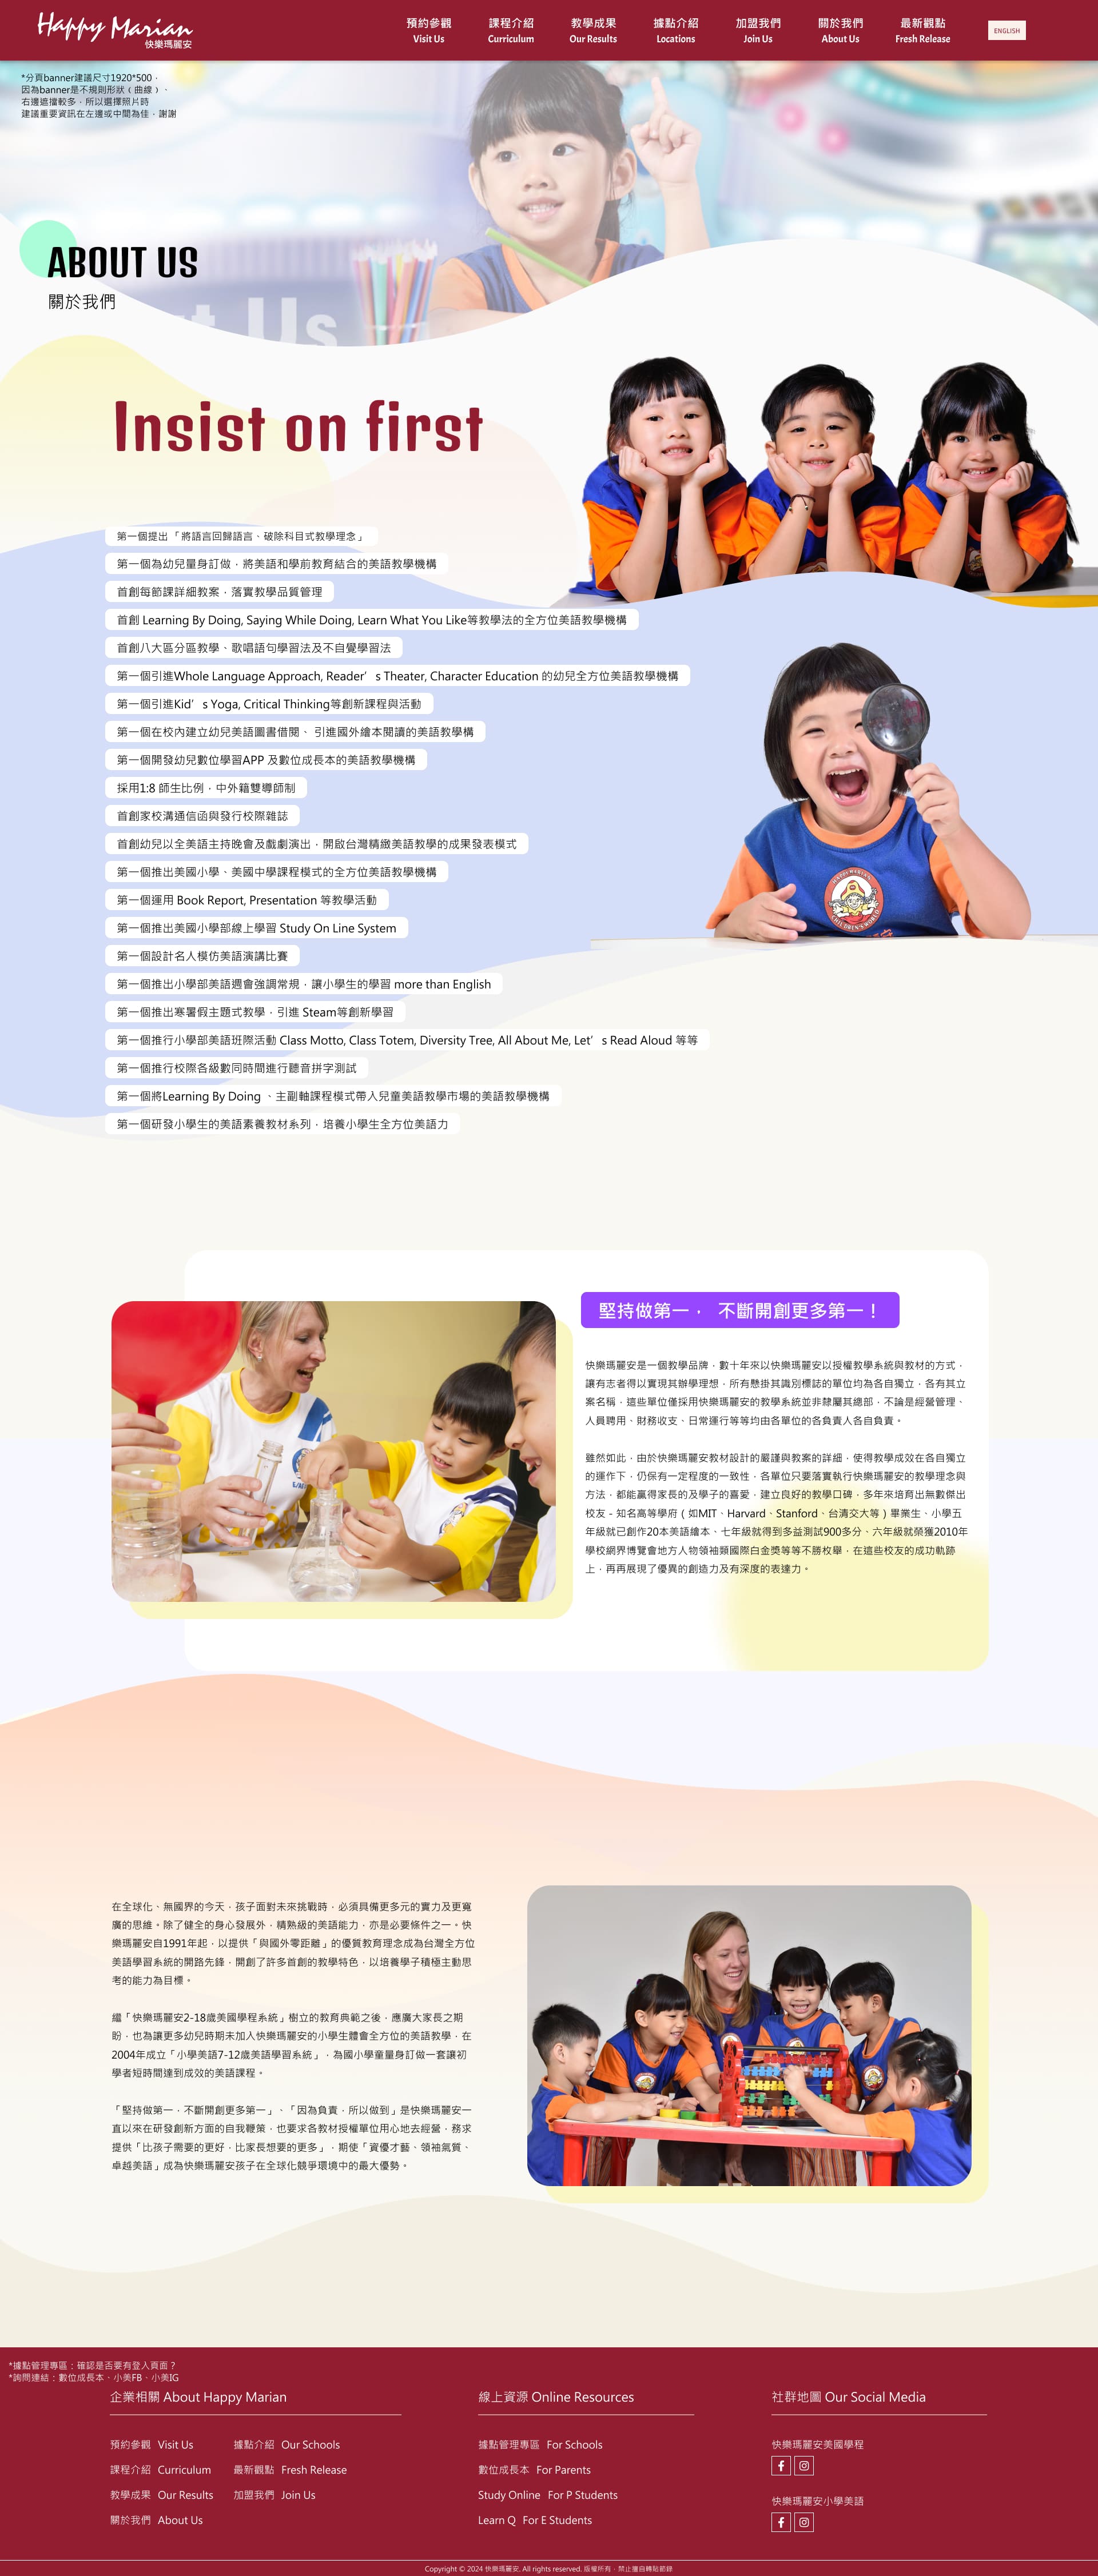 Happy Marian
快樂瑪麗安
預約參觀
Visit Us
課程介紹
Curriculum
教學成果
Our Results
據點介紹
Locations
加盟我們
Join Us
關於我們
About Us
最新觀點
Fresh Release
ENGLISH
*分頁banner建議尺寸1920*500，
因為banner是不規則形狀（曲線）、
右邊遮擋較多，所以選擇照片時
建議重要資訊在左邊或中間為佳，謝謝
ABOUT US
關於我們
Us
Insist on first
第一個提出「將語言回歸語言、破除科目式教學理念」
第一個為幼兒量身訂做，將美語和學前教育結合的美語教學機構
首創每節課詳細教案，落實教學品質管理
首創 Learning By Doing, Saying While Doing, Learn What You Like等教學法的全方位美語教學機構
首創八大區分區教學、歌唱語句學習法及不自覺學習法
第一個引進Whole Language Approach, Reader’s Theater, Character Education 的幼兒全方位美語教學機構
第一個引進Kid’s Yoga, Critical Thinking等創新課程與活動
第一個在校內建立幼兒美語圖書借閱、 引進國外繪本閱讀的美語教學構
第一個開發幼兒數位學習APP 及數位成長本的美語教學機構
採用1:8 師生比例，中外籍雙導師制
首創家校溝通信函與發行校際雜誌
首創幼兒以全美語主持晚會及戲劇演出，開啟台灣精緻美語教學的成果發表模式
第一個推出美國小學、美國中學課程模式的全方位美語教學機構
第一個運用 Book Report, Presentation 等教學活動
第一個推出美國小學部線上學習 Study On Line System
第一個設計名人模仿美語演講比賽
第一個推出小學部美語週會強調常規，讓小學生的學習 more than English
第一個推出寒暑假主題式教學，引進 Steam等創新學習
第一個推行小學部美語班際活動 Class Motto, Class Totem, Diversity Tree, All About Me, Let’s Read Aloud 等等
第一個推行校際各級數同時間進行聽音拼字測試
第一個將Learning By Doing 、主副軸課程模式帶入兒童美語教學市場的美語教學機構
第一個研發小學生的美語素養教材系列，培養小學生全方位美語力
堅持做第一， 不斷開創更多第一！
快樂瑪麗安是一個教學品牌，數十年來以快樂瑪麗安以授權教學系統與教材的方式，
讓有志者得以實現其辦學理想，所有懸掛其識別標誌的單位均為各自獨立，各有其立
案名稱，這些單位僅採用快樂瑪麗安的教學系統並非隸屬其總部，不論是經營管理、
人員聘用、財務收支、日常運行等等均由各單位的各負責人各自負責。
雖然如此，由於快樂瑪麗安教材設計的嚴謹與教案的詳細，使得教學成效在各自獨立
的運作下，仍保有一定程度的一致性，各單位只要落實執行快樂瑪麗安的教學理念與
方法，都能贏得家長的及學子的喜愛，建立良好的教學口碑，多年來培育出無數傑出
校友－知名高等學府（如MIT、Harvard、Stanford、台清交大等）畢業生、小學五
年級就已創作20本美語繪本、七年級就得到多益測試900多分、六年級就榮獲2010年
學校網界博覽會地方人物領袖類國際白金獎等等不勝枚舉，在這些校友的成功軌跡
上，再再展現了優異的創造力及有深度的表達力。
在全球化、無國界的今天，孩子面對未來挑戰時，必須具備更多元的實力及更寬
廣的思維。除了健全的身心發展外，精熟級的美語能力，亦是必要條件之一。快
樂瑪麗安自1991年起，以提供「與國外零距離」的優質教育理念成為台灣全方位
美語學習系統的開路先鋒，開創了許多首創的教學特色，以培養學子積極主動思
考的能力為目標。
繼「快樂瑪麗安2-18歲美國學程系統」樹立的教育典範之後，應廣大家長之期
盼，也為讓更多幼兒時期未加入快樂瑪麗安的小學生體會全方位的美語教學，在
2004年成立「小學美語7-12歲美語學習系統」，為國小學童量身訂做一套讓初
學者短時間達到成效的美語課程。
「堅持做第一，不斷開創更多第一」、「因為負責，所以做到」是快樂瑪麗安一
直以來在研發創新方面的自我鞭策，也要求各教材授權單位用心地去經營，務求
提供「比孩子需要的更好，比家長想要的更多」，期使「資優才藝、領袖氣質、
卓越美語」成為快樂瑪麗安孩子在全球化競爭環境中的最大優勢。
*據點管理專區：確認是否要有登入頁面？
*詢問連結：數位成長本、小美FB、小美IG
企業相關 About Happy Marian
預約參觀 Visit Us
據點介紹 Our Schools
課程介紹 Curriculum
最新觀點 Fresh Release
教學成果 Our Results
加盟我們 Join Us
關於我們 About Us
線上資源 Online Resources
據點管理專區 For Schools
數位成長本 For Parents
Study Online For P Students
Learn Q For E Students
社群地圖 Our Social Media
快樂瑪麗安美國學程
快樂瑪麗安小學美語
Copyright © 2024 快樂瑪麗安. All rights reserved. 版權所有，禁止擅自轉貼節錄